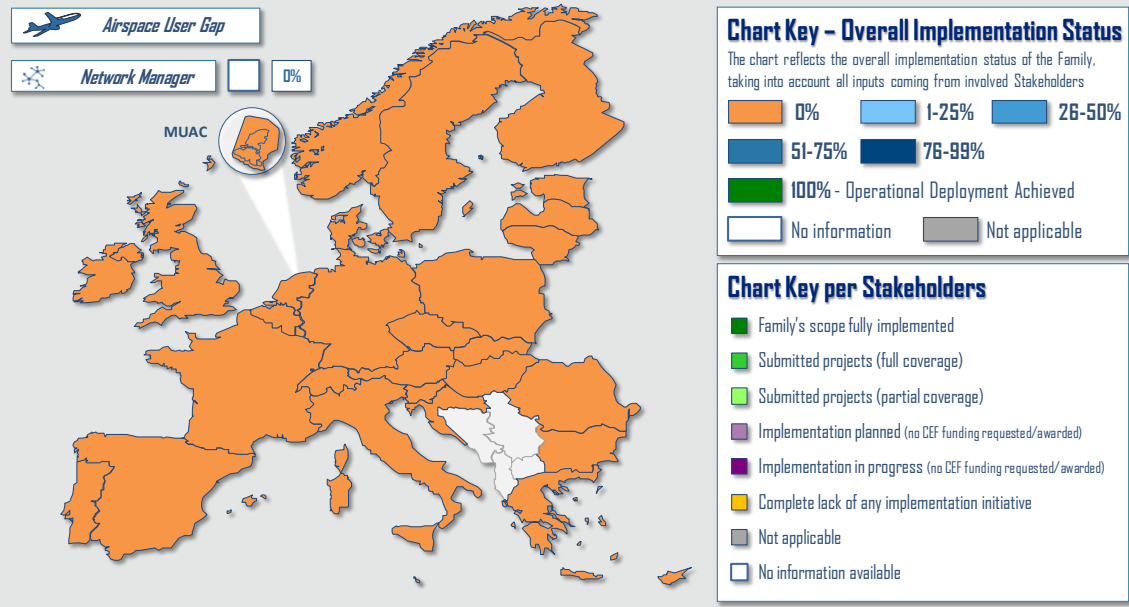 Airspace User Gap
Network Manager
0%
MUAC
Chart Key – Overall Implementation Status
The chart reflects the overall implementation status of the Family,
taking into account all inputs coming from involved Stakeholders
0% 1-25% 26-50%
51-75% 76-99%
100% - Operational Deployment Achieved
No information Not applicable
Chart Key per Stakeholders
Family's scope fully implemented
Submitted projects (full coverage)
Submitted projects (partial coverage)
Implementation planned (no CEF funding requested/awarded)
Implementation in progress (no CEF funding requested/awarded)
Complete lack of any implementation initiative
Not applicable
No information available